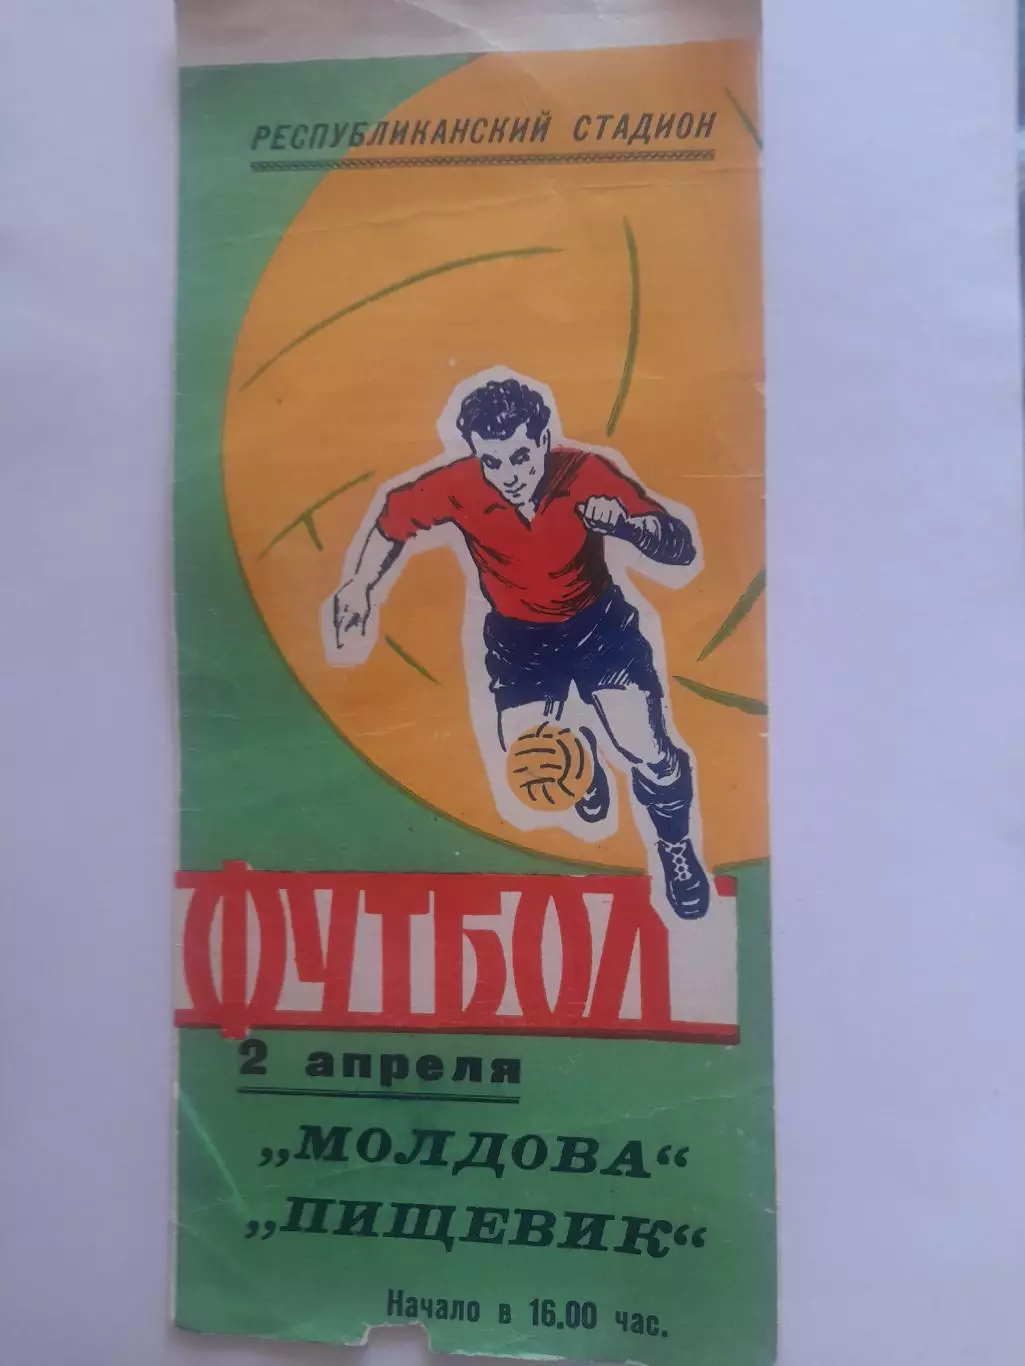 РЕСПУБЛИКАНСКИЙ СТАДИОН
ФУТБОЛ
2 апреля
„МОЛДОВА“
„ПИЩЕВИК“
Начало в 16.00 час.